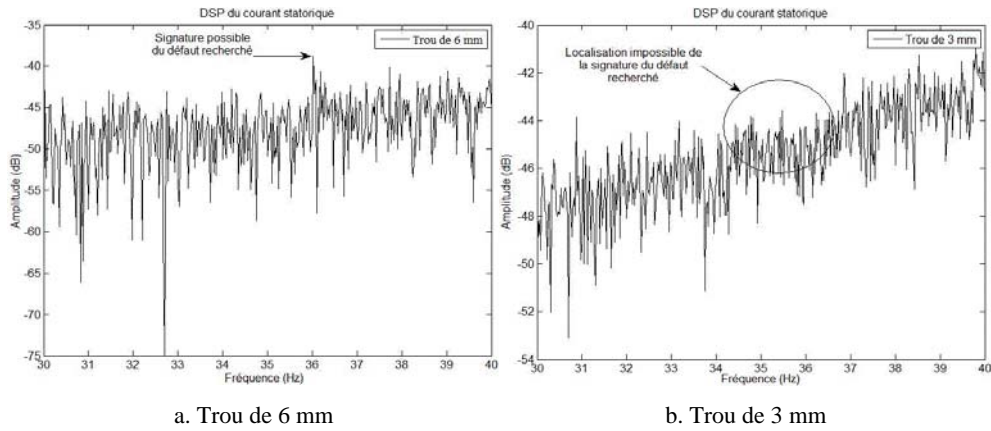 DSP du courant statorique
-35
-40
-45
-50
-55
-60
-65
-70
-75
Amplitude (dB)
Signature possible
du défaut recherché
Trou de 6 mm
30 31 32 33 34 35 36 37 38 39 40
Fréquence (Hz)
a. Trou de 6 mm
DSP du courant statorique
-40
-42
-44
-46
-48
-50
-52
-54
Amplitude (dB)
Localisation impossible de
la signature du défaut
recherché
Trou de 3 mm
30 31 32 33 34 35 36 37 38 39 40
Fréquence (Hz)
b. Trou de 3 mm